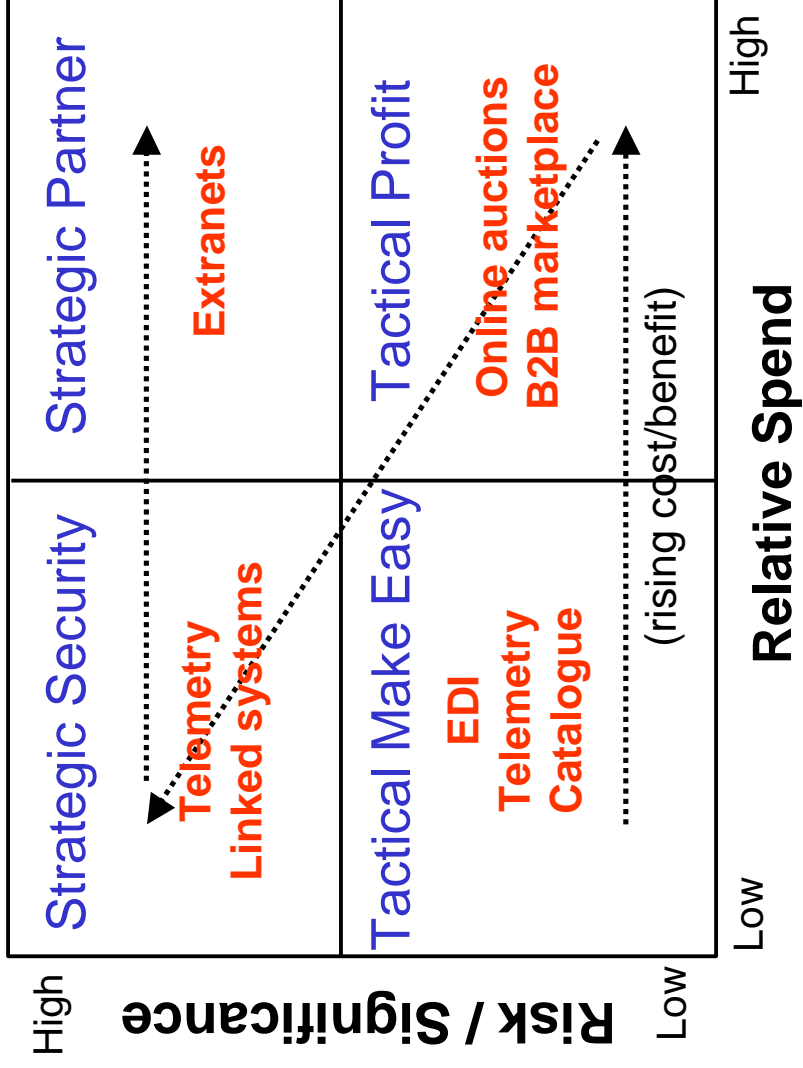 High
Risk / Significance
Low
Strategic Security
Telemetry
Linked systems
Strategic Partner
Extranets
Tactical Make Easy
EDI
Telemetry
Catalogue
Tactical Profit
Online auctions
B2B marketplace
(rising cost/benefit)
Low
High
Relative Spend